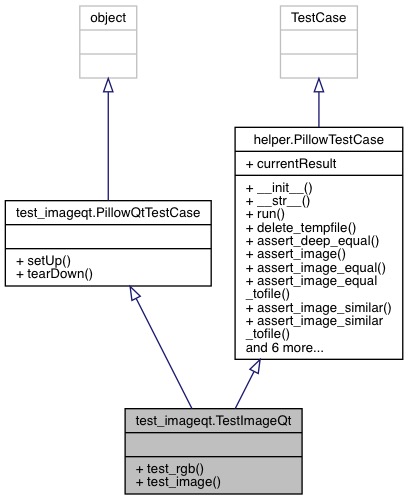 object
TestCase
helper.PillowTestCase
+ currentResult
+ __init__()
+ __str__()
+ run()
+ delete_tempfile()
+ assert_deep_equal()
+ assert_image()
+ assert_image_equal()
+ assert_image_equal
_tofile()
+ assert_image_similar()
+ assert_image_similar
_tofile()
and 6 more...
test_imageqt.PillowQtTestCase
+ setUp()
+ tearDown()
test_imageqt.TestImageQt
+ test_rgb()
+ test_image()